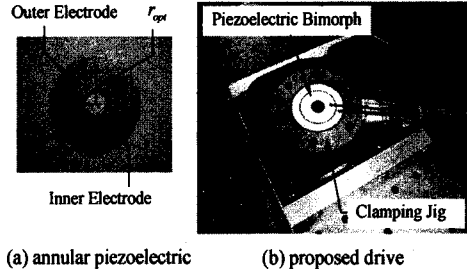 Outer Electrode
r_opt
Piezoelectric Bimorph
Inner Electrode
Clamping Jig
(a) annular piezoelectric
(b) proposed drive